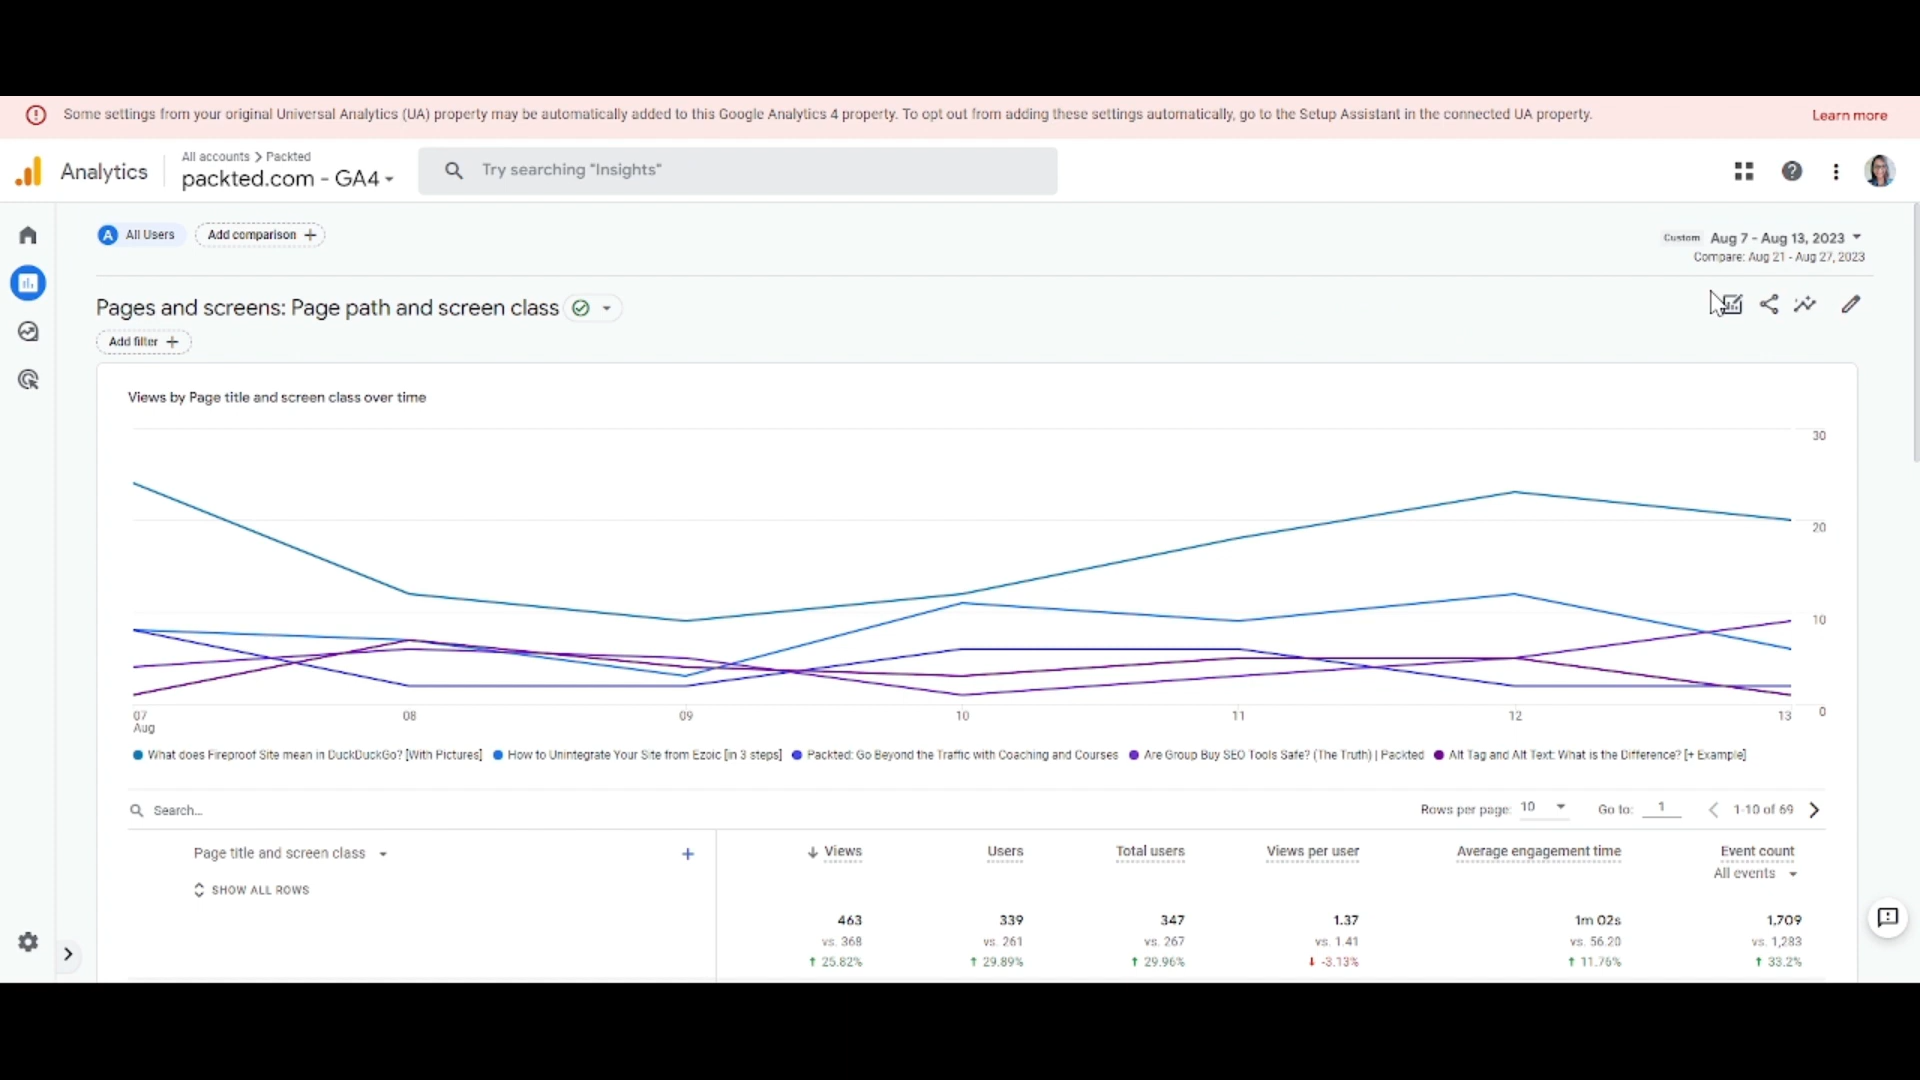 Some settings from your original Universal Analytics (UA) property may be automatically added to this Google Analytics 4 property. To opt out from adding these settings automatically, go to the Setup Assistant in the connected UA property.
Learn more
Analytics
All accounts > Packted
packted.com - GA4
Try searching "Insights"
A All Users
Add comparison +
Custom Aug 7 - Aug 13, 2023
Compare: Aug 21 - Aug 27, 2023
Pages and screens: Page path and screen class
Add filter +
Views by Page title and screen class over time
30
20
10
0
07 08 09 10 11 12 13
Aug
What does Fireproof Site mean in DuckDuckGo? [With Pictures] How to Unintegrate Your Site from Ezoic [in 3 steps] Packted: Go Beyond the Traffic with Coaching and Courses Are Group Buy SEO Tools Safe? (The Truth) | Packted Alt Tag and Alt Text: What is the Difference? [+ Example]
Search...
Rows per page: 10 Go to: 1 1-10 of 69
Page title and screen class + Views Users Total users Views per user Average engagement time Event count
All events
SHOW ALL ROWS
463 339 347 1.37 1m 02s 1,709
vs. 368 vs. 261 vs. 267 vs. 1.41 vs. 56.20 vs. 1,283
↑ 25.82% ↑ 29.89% ↑ 29.96% ↓ -3.13% ↑ 11.76% ↑ 33.2%